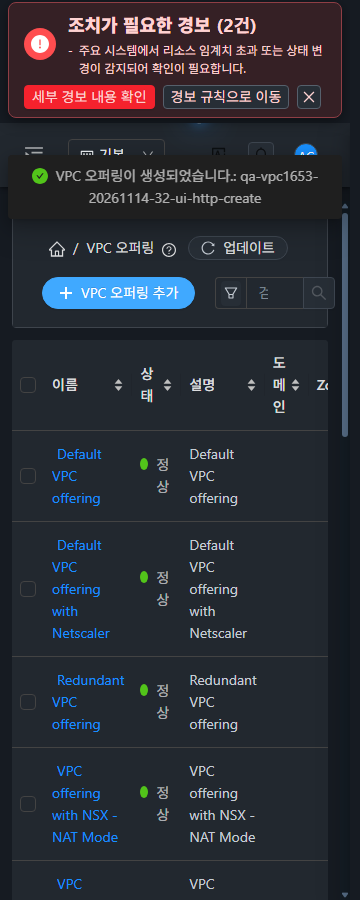 조치가 필요한 경보 (2건)
- 주요 시스템에서 리소스 임계치 초과 또는 상태 변
경이 감지되어 확인이 필요합니다.
세부 경보 내용 확인
경보 규칙으로 이동
기본
VPC 오퍼링이 생성되었습니다.: qa-vpc1653-
20261114-32-ui-http-create
/ VPC 오퍼링
업데이트
VPC 오퍼링 추가
이름
상
태
설명
도
메
인
Default
VPC
offering
정
상
Default
VPC
offering
Default
VPC
offering
with
Netscaler
정
상
Default
VPC
offering
with
Netscaler
Redundant
VPC
offering
정
상
Redundant
VPC
offering
VPC
offering
with NSX -
NAT Mode
정
상
VPC
offering
with NSX -
NAT Mode
VPC
VPC